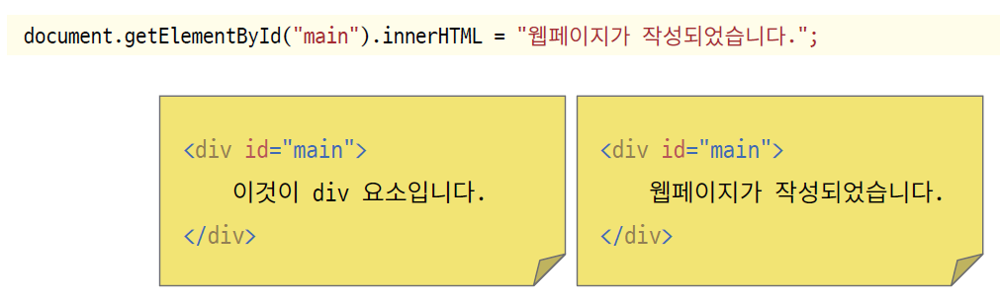 document.getElementById("main").innerHTML = "웹페이지가 작성되었습니다.";
<div id="main">
이것이 div 요소입니다.
</div>
<div id="main">
웹페이지가 작성되었습니다.
</div>